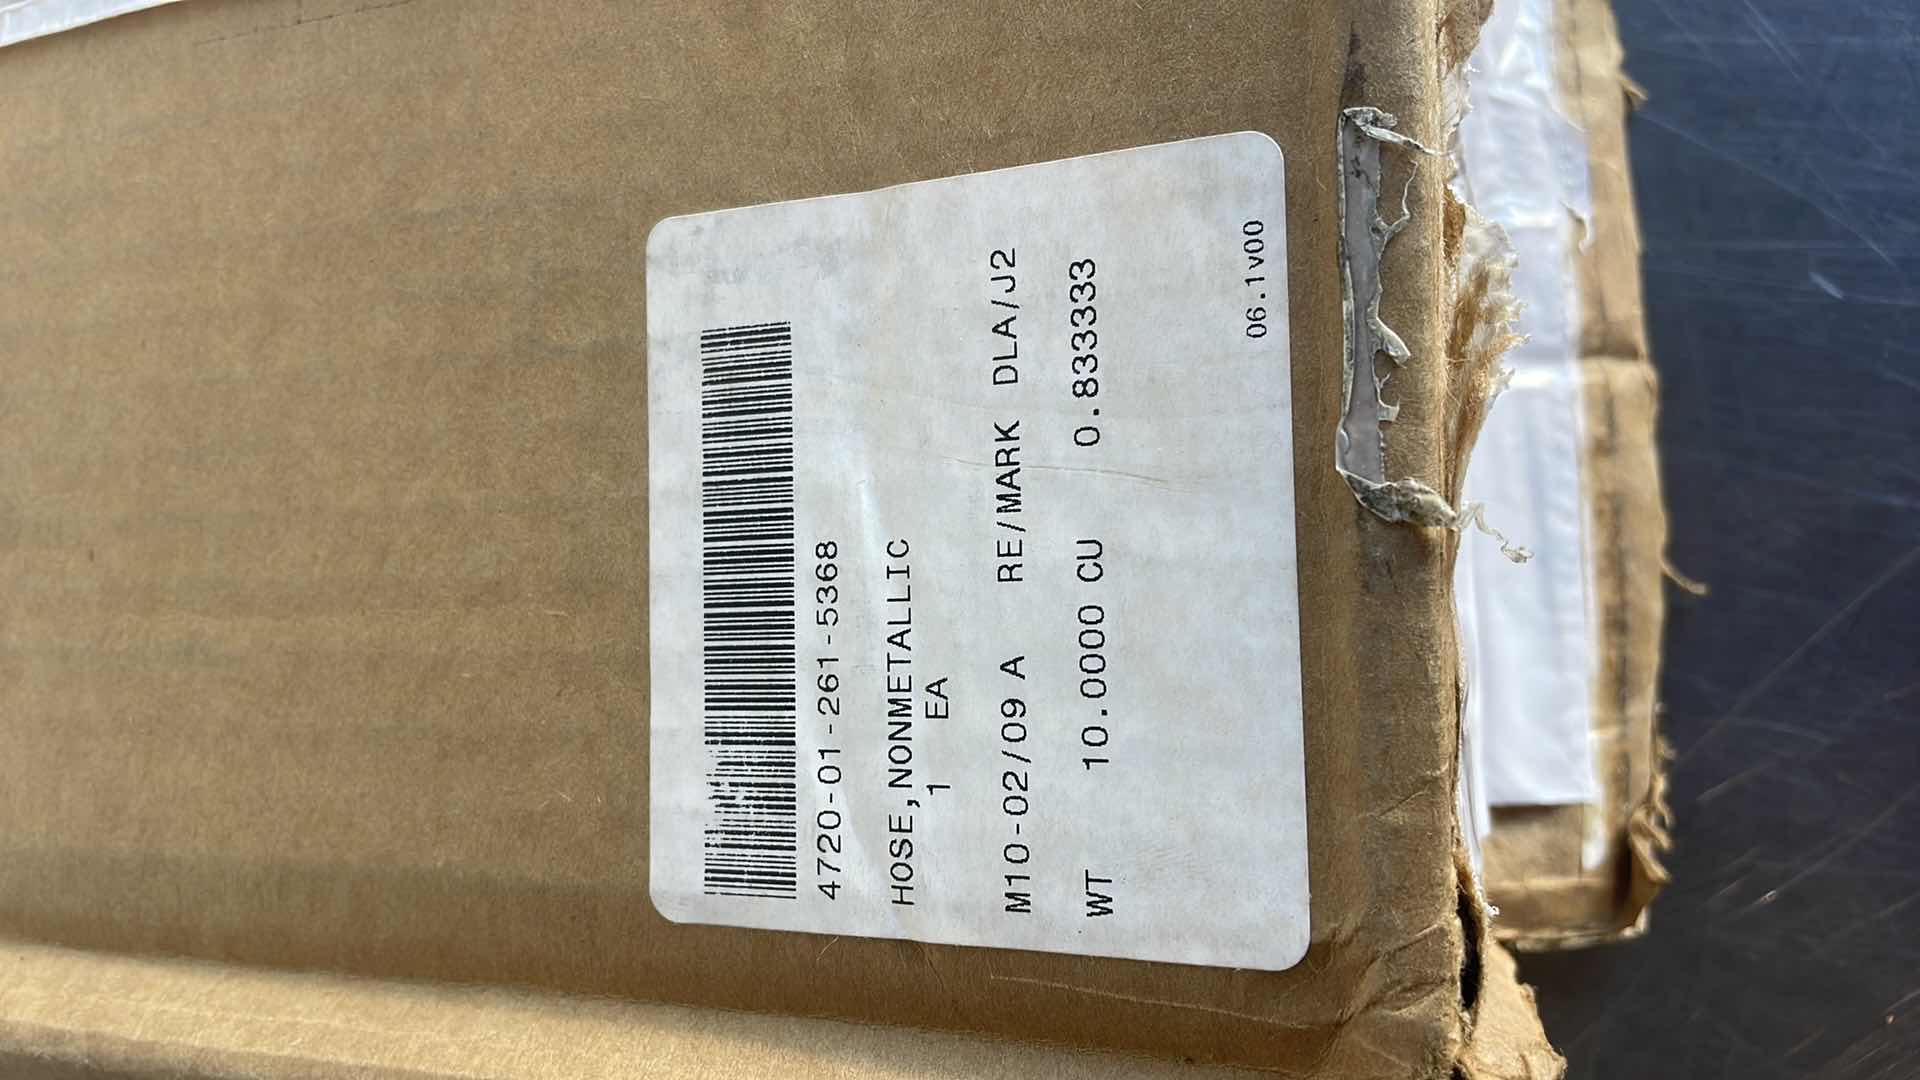 4720-01-261-5368
HOSE,NONMETALLIC
1 EA
M10-02/09 A RE/MARK DLA/J2
WT 10.0000 CU 0.833333
06.1v00